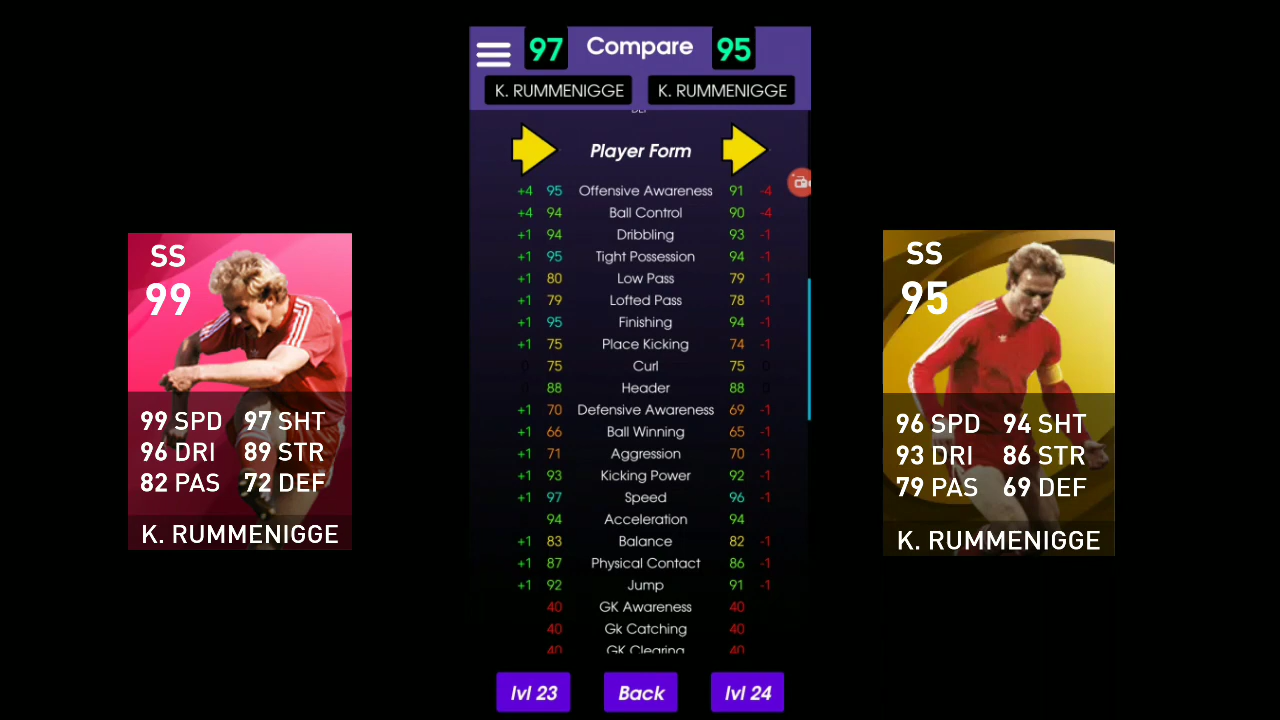 97 Compare 95
K. RUMMENIGGE K. RUMMENIGGE
Player Form
+4 95 Offensive Awareness 91 -4
+4 94 Ball Control 90 -4
+1 94 Dribbling 93 -1
+1 95 Tight Possession 94 -1
+1 80 Low Pass 79 -1
+1 79 Lofted Pass 78 -1
+1 95 Finishing 94 -1
+1 75 Place Kicking 74 -1
0 75 Curl 75 0
0 88 Header 88 0
+1 70 Defensive Awareness 69 -1
+1 66 Ball Winning 65 -1
+1 71 Aggression 70 -1
+1 93 Kicking Power 92 -1
+1 97 Speed 96 -1
94 Acceleration 94
+1 83 Balance 82 -1
+1 87 Physical Contact 86 -1
+1 92 Jump 91 -1
40 GK Awareness 40
40 Gk Catching 40
40 GK Clearing 40
lvl 23 Back lvl 24
SS
99
99 SPD 97 SHT
96 DRI 89 STR
82 PAS 72 DEF
K. RUMMENIGGE
SS
95
96 SPD 94 SHT
93 DRI 86 STR
79 PAS 69 DEF
K. RUMMENIGGE